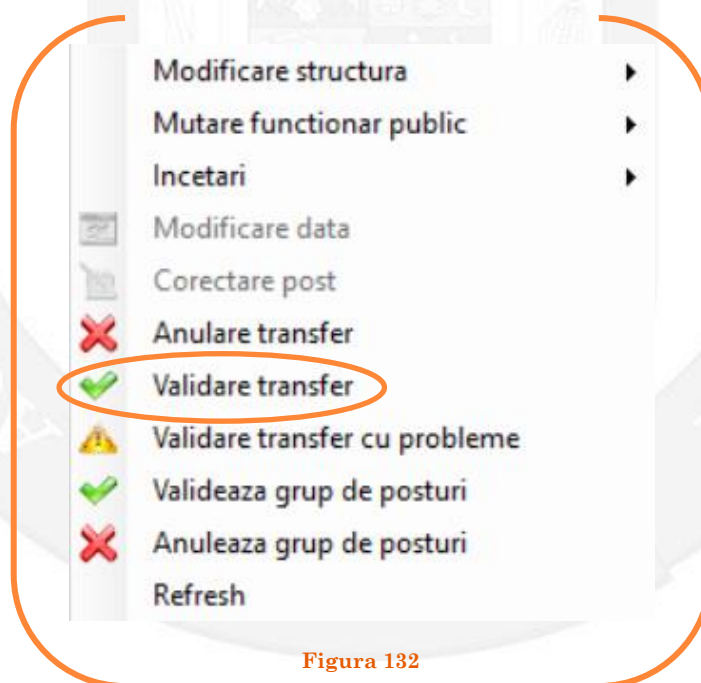 Modificare structura
Mutare functionar public
Incetari
Modificare data
Corectare post
Anulare transfer
Validare transfer
Validare transfer cu probleme
Valideaza grup de posturi
Anuleaza grup de posturi
Refresh
Figura 132